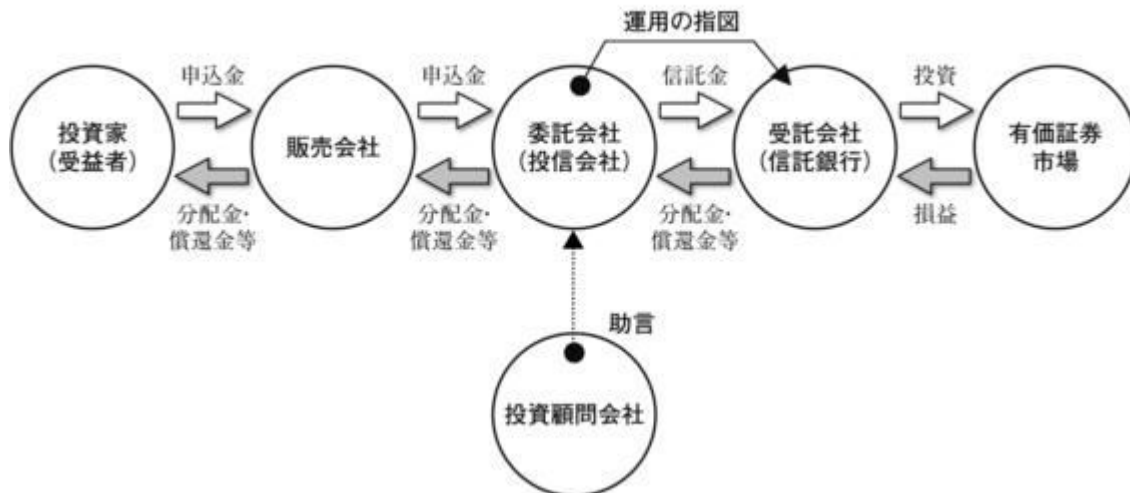 運用の指図
申込金
申込金
信託金
投資
投資家
(受益者)
販売会社
委託会社
(投信会社)
受託会社
(信託銀行)
有価証券
市場
分配金・
償還金等
分配金・
償還金等
分配金・
償還金等
損益
助言
投資顧問会社